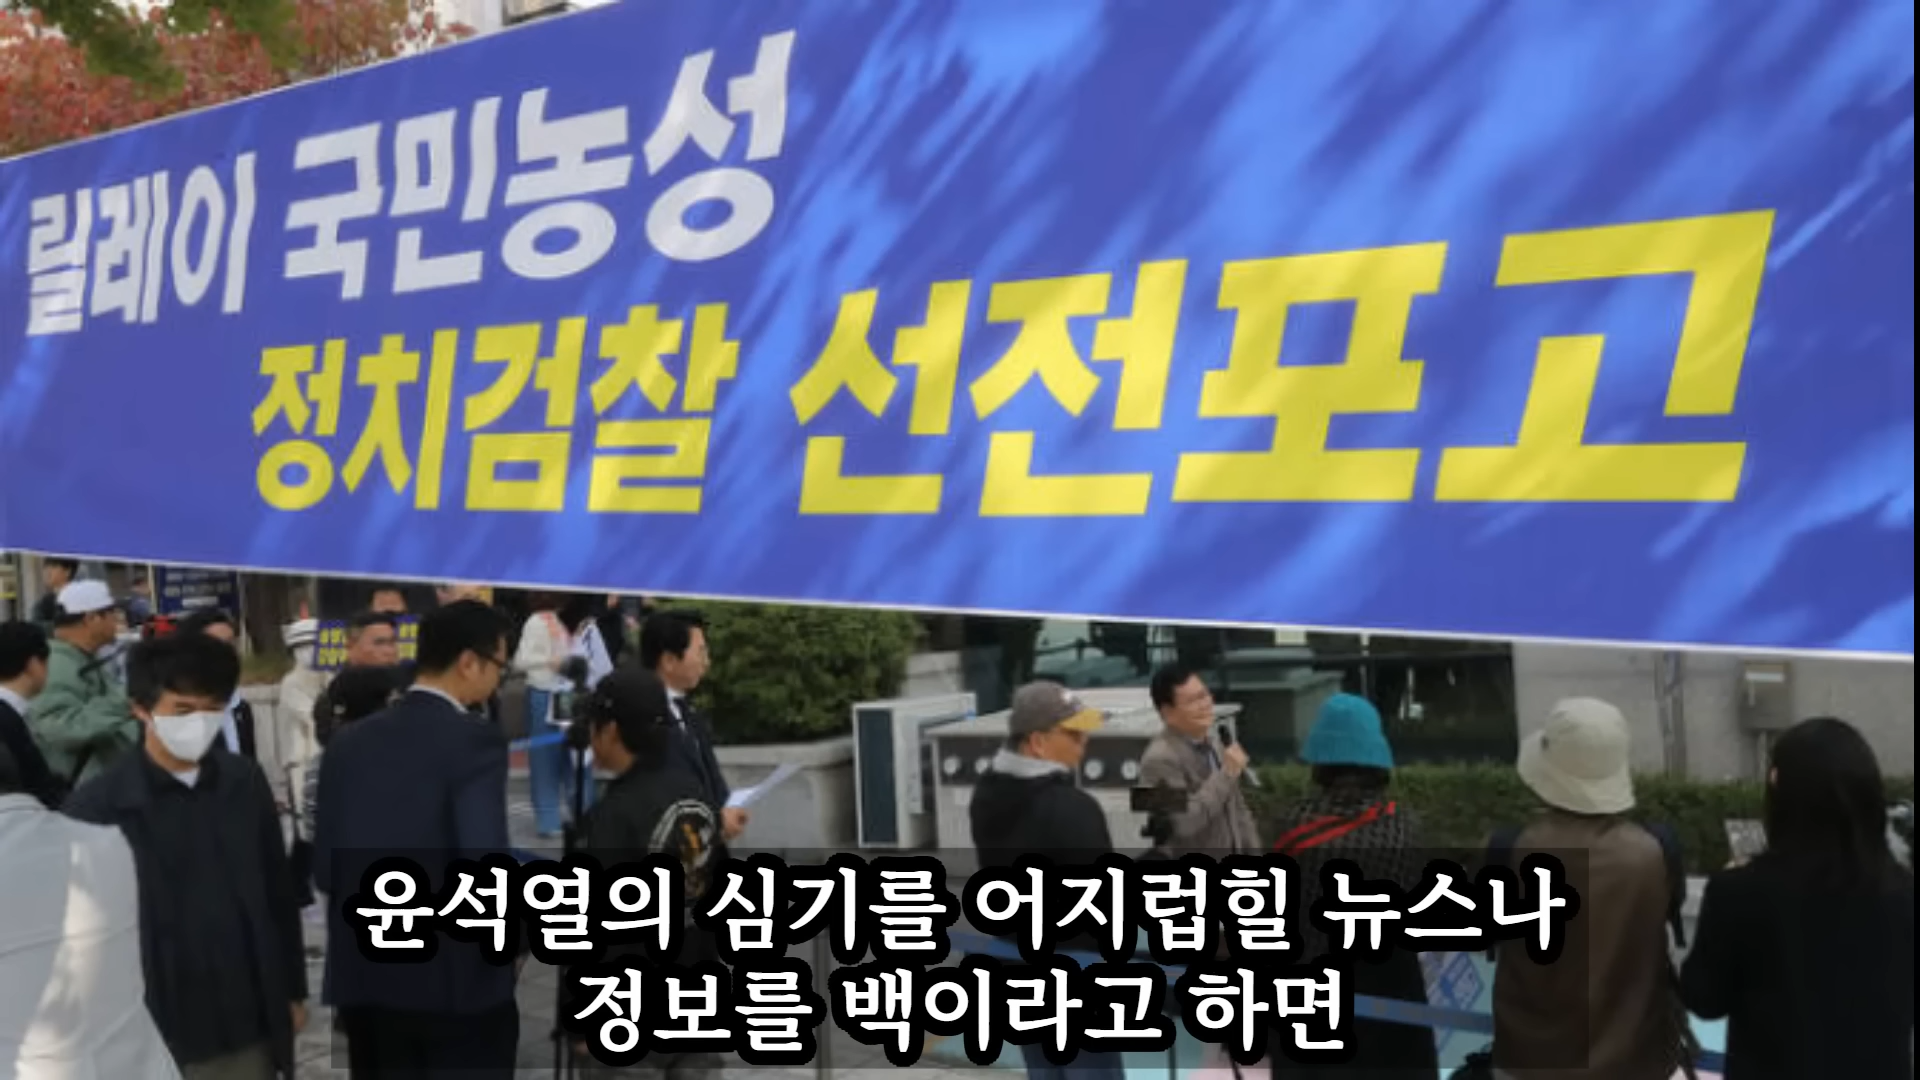 릴레이 국민농성
정치검찰 선전포고
윤석열의 심기를 어지럽힐 뉴스나
정보를 백이라고 하면